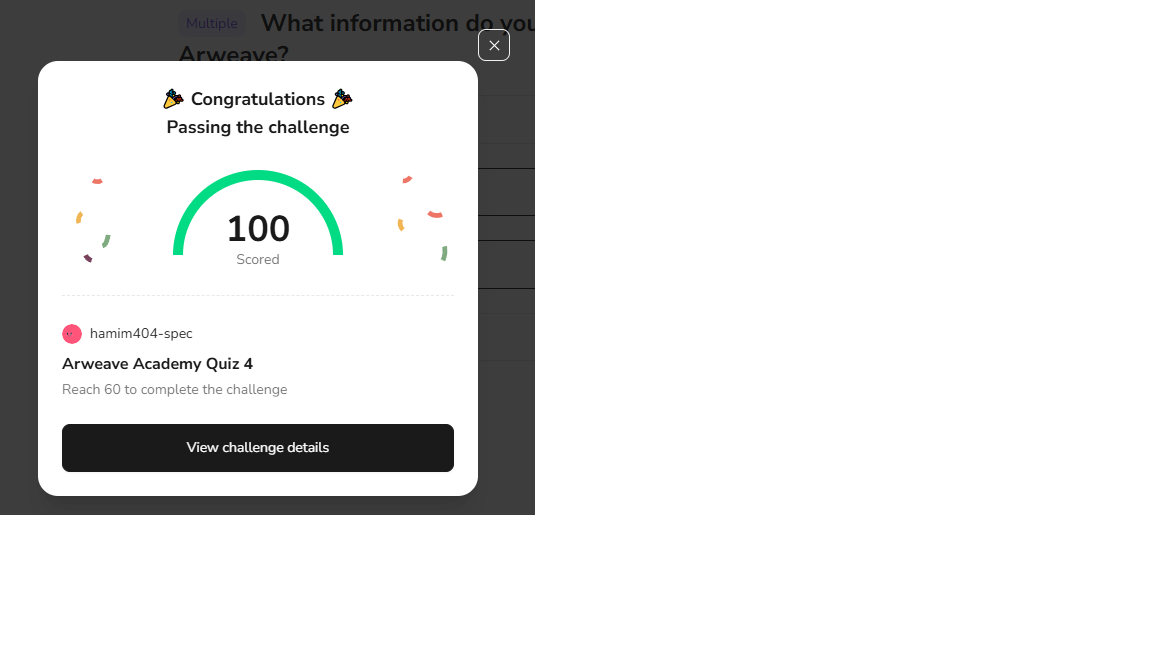 Multiple What information do you
Arweave?
Congratulations
Passing the challenge
100
Scored
hamim404-spec
Arweave Academy Quiz 4
Reach 60 to complete the challenge
View challenge details